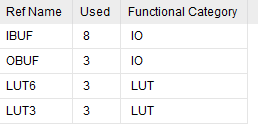 Ref Name Used Functional Category
IBUF 8 IO
OBUF 3 IO
LUT6 3 LUT
LUT3 3 LUT